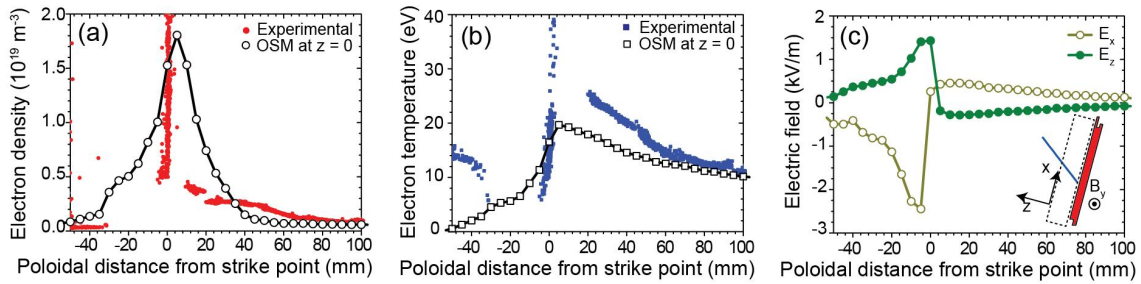 (a)
Experimental
OSM at z = 0
Electron density (10¹⁹ m⁻³)
2.0
1.5
1.0
0.5
0.0
-40 -20 0 20 40 60 80 100
Poloidal distance from strike point (mm)
(b)
Experimental
OSM at z = 0
Electron temperature (eV)
40
30
20
10
0
-40 -20 0 20 40 60 80 100
Poloidal distance from strike point (mm)
(c)
Eₓ
E_z
Electric field (kV/m)
2
1
0
-1
-2
-3
x
z
B_y
-40 -20 0 20 40 60 80 100
Poloidal distance from strike point (mm)